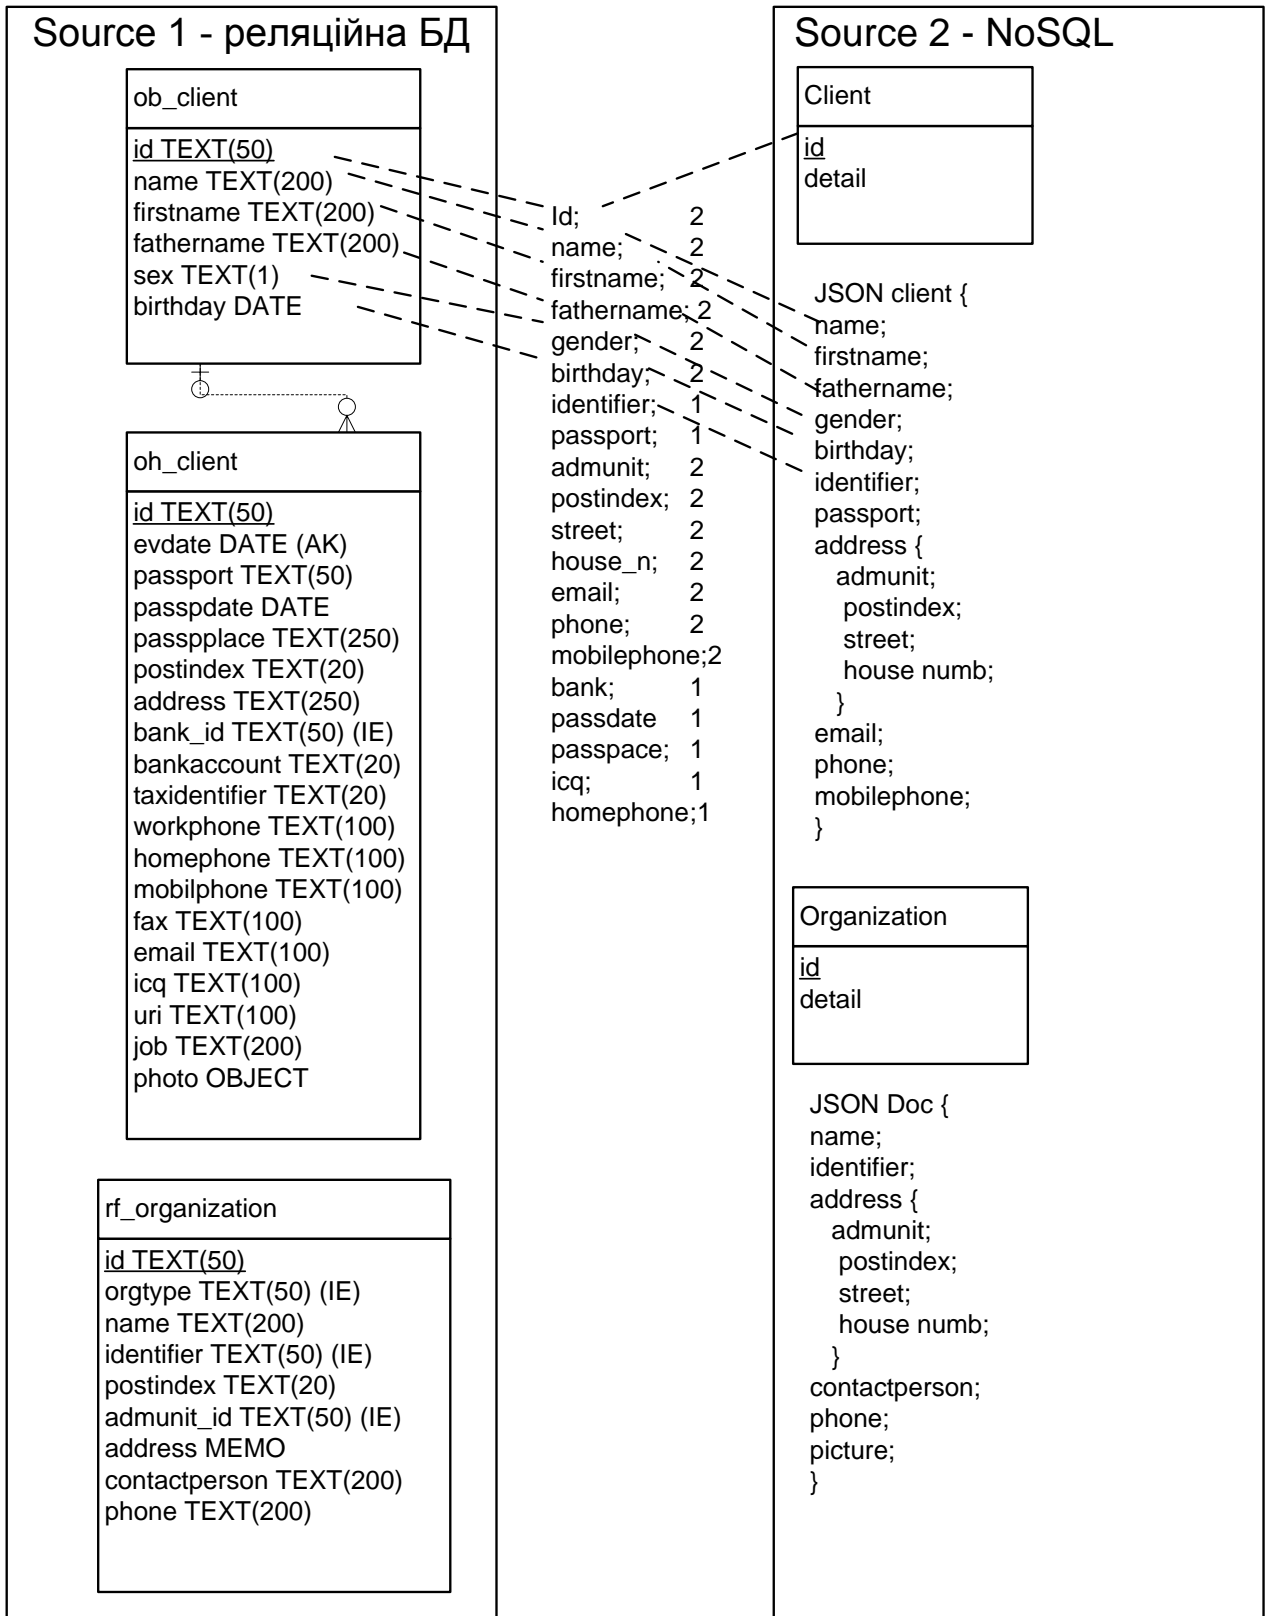 Source 1 - реляційна БД
ob_client
id TEXT(50)
name TEXT(200)
firstname TEXT(200)
fathername TEXT(200)
sex TEXT(1)
birthday DATE
oh_client
id TEXT(50)
evdate DATE (AK)
passport TEXT(50)
passpdate DATE
passpplace TEXT(250)
postindex TEXT(20)
address TEXT(250)
bank_id TEXT(50) (IE)
bankaccount TEXT(20)
taxidentifier TEXT(20)
workphone TEXT(100)
homephone TEXT(100)
mobilphone TEXT(100)
fax TEXT(100)
email TEXT(100)
icq TEXT(100)
uri TEXT(100)
job TEXT(200)
photo OBJECT
rf_organization
id TEXT(50)
orgtype TEXT(50) (IE)
name TEXT(200)
identifier TEXT(50) (IE)
postindex TEXT(20)
admunit_id TEXT(50) (IE)
address MEMO
contactperson TEXT(200)
phone TEXT(200)
Id; 2
name; 2
firstname; 2
fathername; 2
gender; 2
birthday; 2
identifier; 1
passport; 1
admunit; 2
postindex; 2
street; 2
house_n; 2
email; 2
phone; 2
mobilephone;2
bank; 1
passdate 1
passpace; 1
icq; 1
homephone;1
Source 2 - NoSQL
Client
id
detail
JSON client {
name;
firstname;
fathername;
gender;
birthday;
identifier;
passport;
address {
admunit;
postindex;
street;
house numb;
}
email;
phone;
mobilephone;
}
Organization
id
detail
JSON Doc {
name;
identifier;
address {
admunit;
postindex;
street;
house numb;
}
contactperson;
phone;
picture;
}